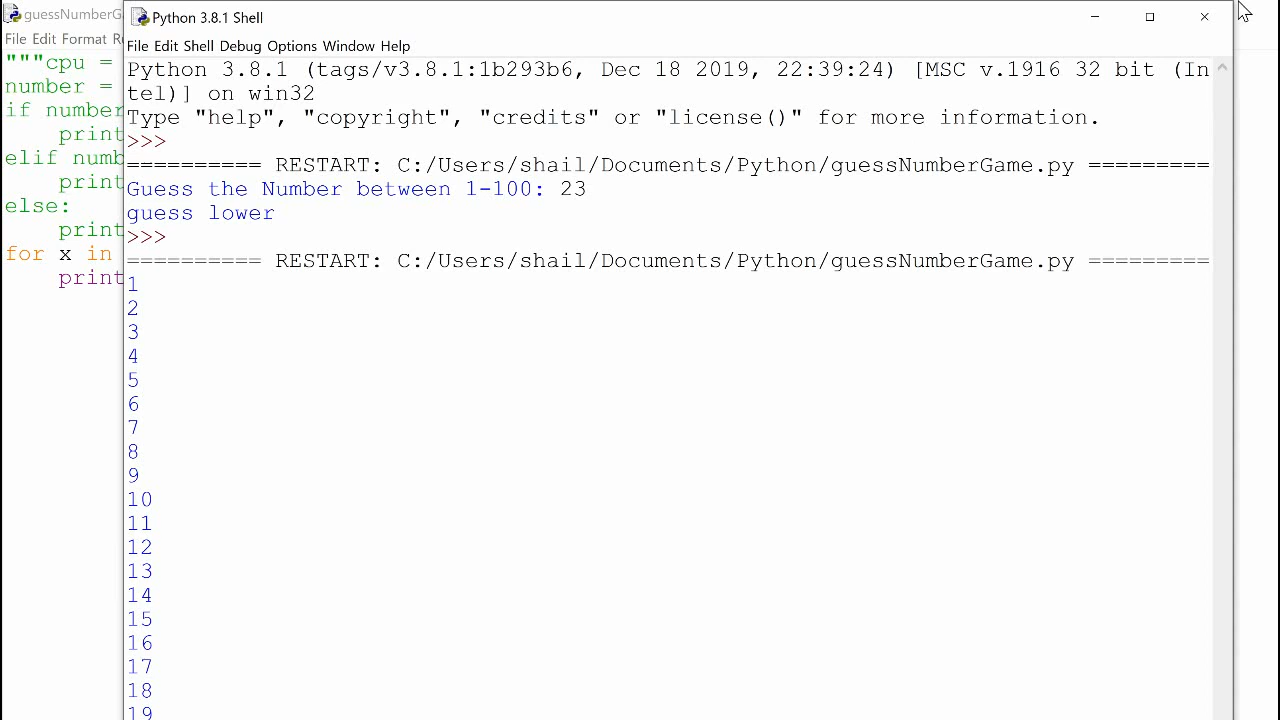 guessNumberG
File Edit Format R
"""cpu =
number =
if number
print
elif numb
print
else:
print
for x in
print
Python 3.8.1 Shell
File Edit Shell Debug Options Window Help
Python 3.8.1 (tags/v3.8.1:1b293b6, Dec 18 2019, 22:39:24) [MSC v.1916 32 bit (In
tel)] on win32
Type "help", "copyright", "credits" or "license()" for more information.
>>>
========== RESTART: C:/Users/shail/Documents/Python/guessNumberGame.py =========
Guess the Number between 1-100: 23
guess lower
>>>
========== RESTART: C:/Users/shail/Documents/Python/guessNumberGame.py =========
1
2
3
4
5
6
7
8
9
10
11
12
13
14
15
16
17
18
19